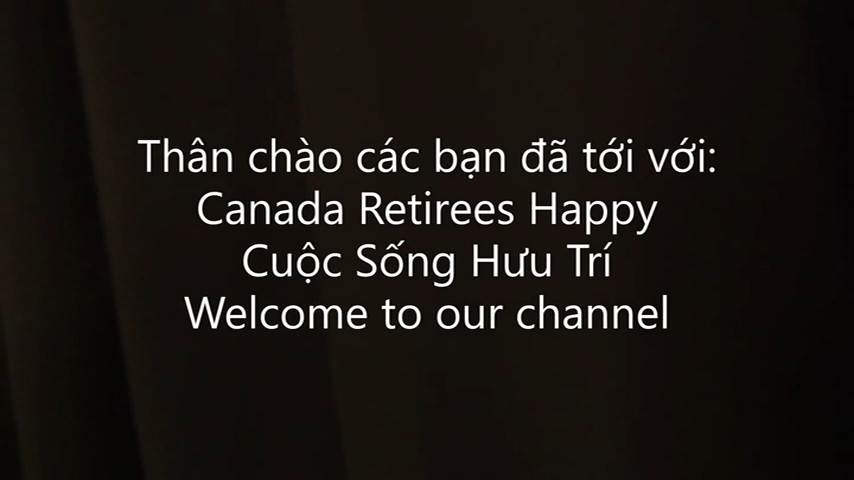 Thân chào các bạn đã tới với:
Canada Retirees Happy
Cuộc Sống Hưu Trí
Welcome to our channel